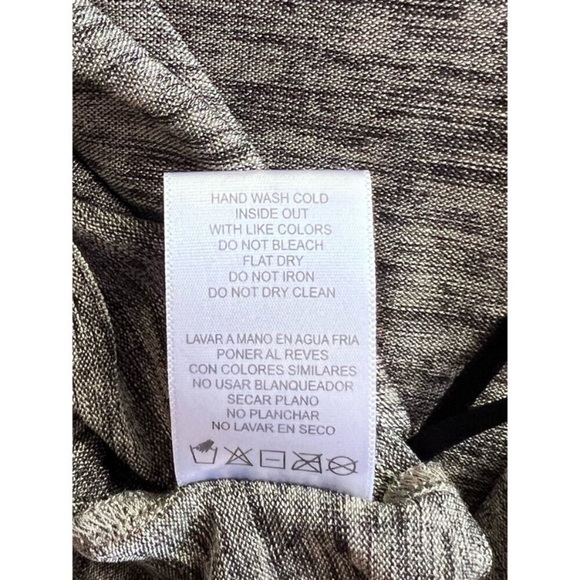 HAND WASH COLD
INSIDE OUT
WITH LIKE COLORS
DO NOT BLEACH
FLAT DRY
DO NOT IRON
DO NOT DRY CLEAN
LAVAR A MANO EN AGUA FRIA
PONER AL REVES
CON COLORES SIMILARES
NO USAR BLANQUEADOR
SECAR PLANO
NO PLANCHAR
NO LAVAR EN SECO